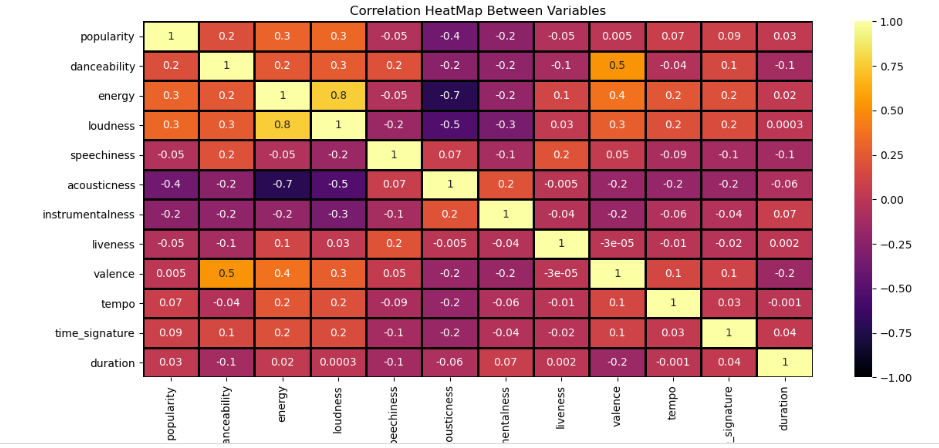 Correlation HeatMap Between Variables
popularity 1 0.2 0.3 0.3 -0.05 -0.4 -0.2 -0.05 0.005 0.07 0.09 0.03
danceability 0.2 1 0.2 0.3 0.2 -0.2 -0.2 -0.1 0.5 -0.04 0.1 -0.1
energy 0.3 0.2 1 0.8 -0.05 -0.7 -0.2 0.1 0.4 0.2 0.2 0.02
loudness 0.3 0.3 0.8 1 -0.2 -0.5 -0.3 0.03 0.3 0.2 0.2 0.0003
speechiness -0.05 0.2 -0.05 -0.2 1 0.07 -0.1 0.2 0.05 -0.09 -0.1 -0.1
acousticness -0.4 -0.2 -0.7 -0.5 0.07 1 0.2 -0.005 -0.2 -0.2 -0.2 -0.06
instrumentalness -0.2 -0.2 -0.2 -0.3 -0.1 0.2 1 -0.04 -0.2 -0.06 -0.04 0.07
liveness -0.05 -0.1 0.1 0.03 0.2 -0.005 -0.04 1 -3e-05 -0.01 -0.02 0.002
valence 0.005 0.5 0.4 0.3 0.05 -0.2 -0.2 -3e-05 1 0.1 0.1 -0.2
tempo 0.07 -0.04 0.2 0.2 -0.09 -0.2 -0.06 -0.01 0.1 1 0.03 -0.001
time_signature 0.09 0.1 0.2 0.2 -0.1 -0.2 -0.04 -0.02 0.1 0.03 1 0.04
duration 0.03 -0.1 0.02 0.0003 -0.1 -0.06 0.07 0.002 -0.2 -0.001 0.04 1
popularity
anceability
energy
loudness
eechiness
ousticness
nentalness
liveness
valence
tempo
_signature
duration
1.00
0.75
0.50
0.25
0.00
−0.25
−0.50
−0.75
−1.00